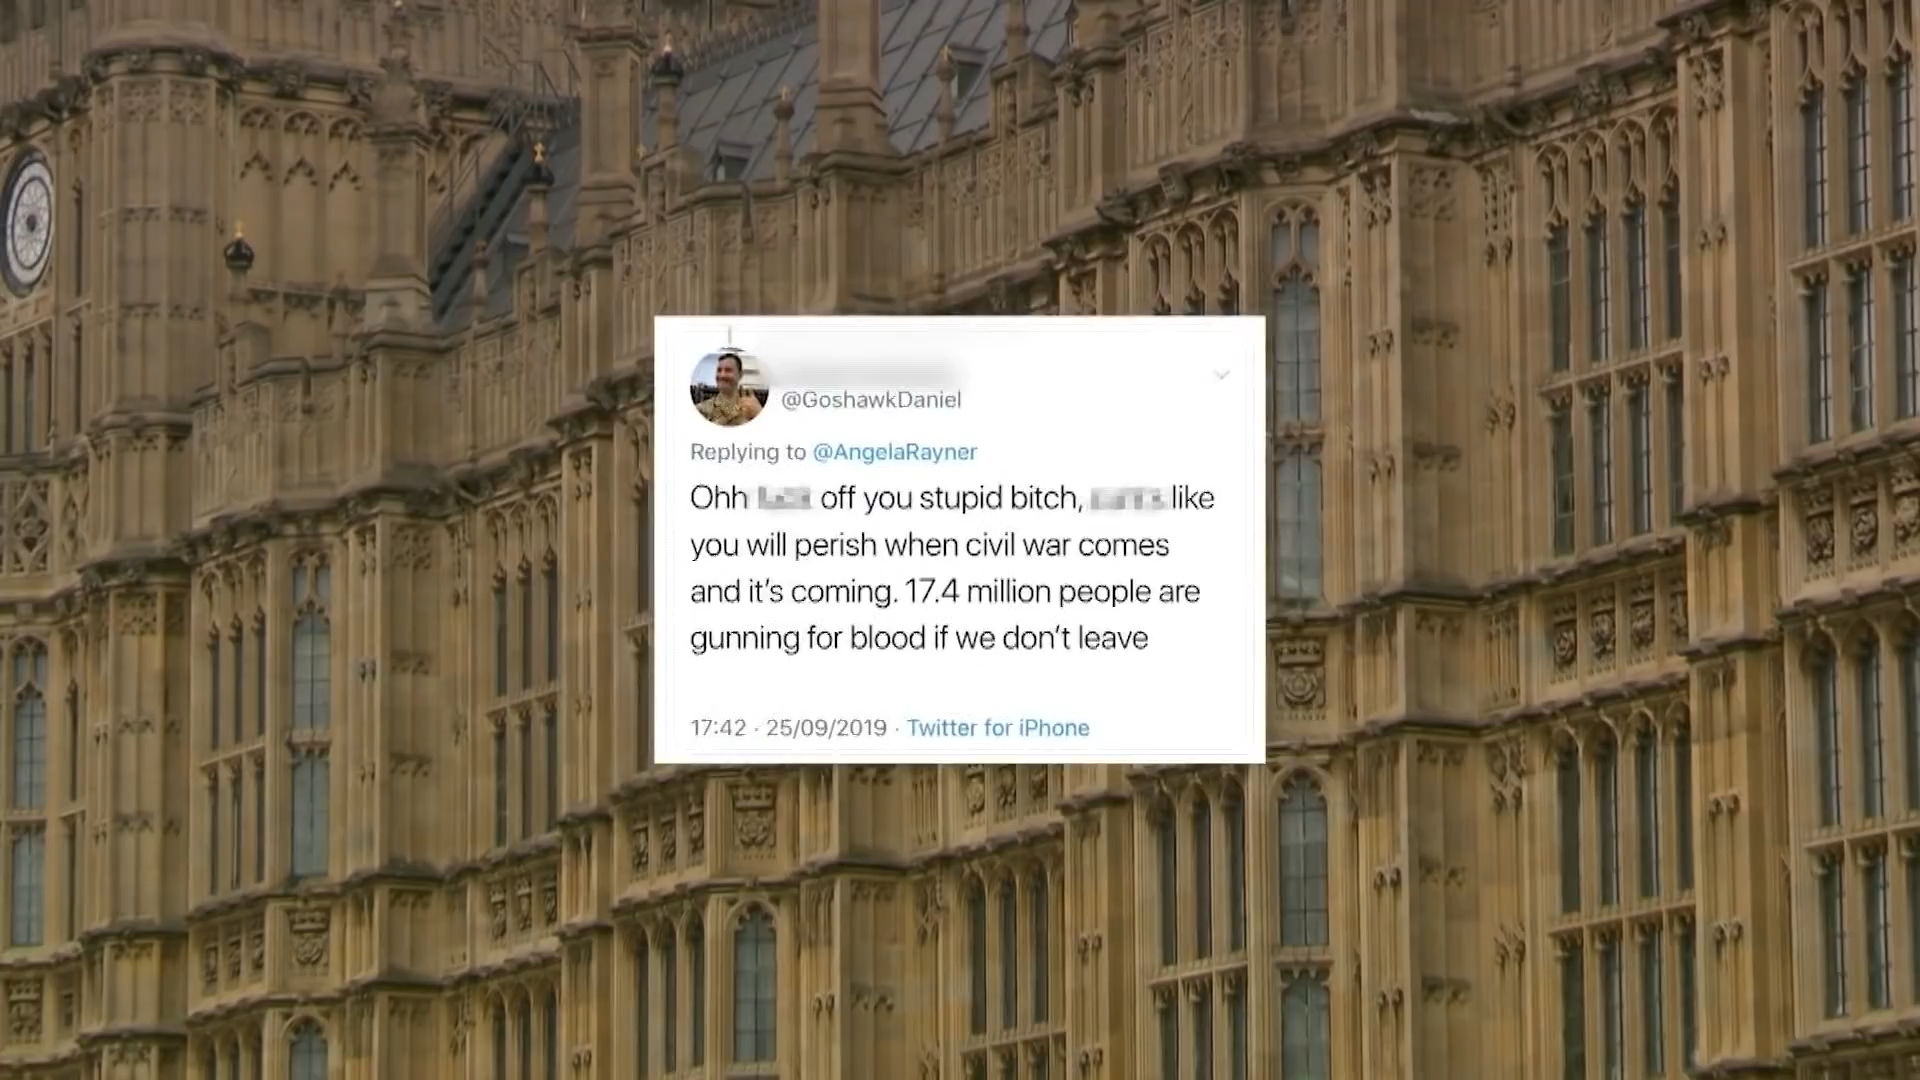 @GoshawkDaniel
Replying to @AngelaRayner
Ohh off you stupid bitch, like
you will perish when civil war comes
and it's coming. 17.4 million people are
gunning for blood if we don't leave
17:42 · 25/09/2019 · Twitter for iPhone